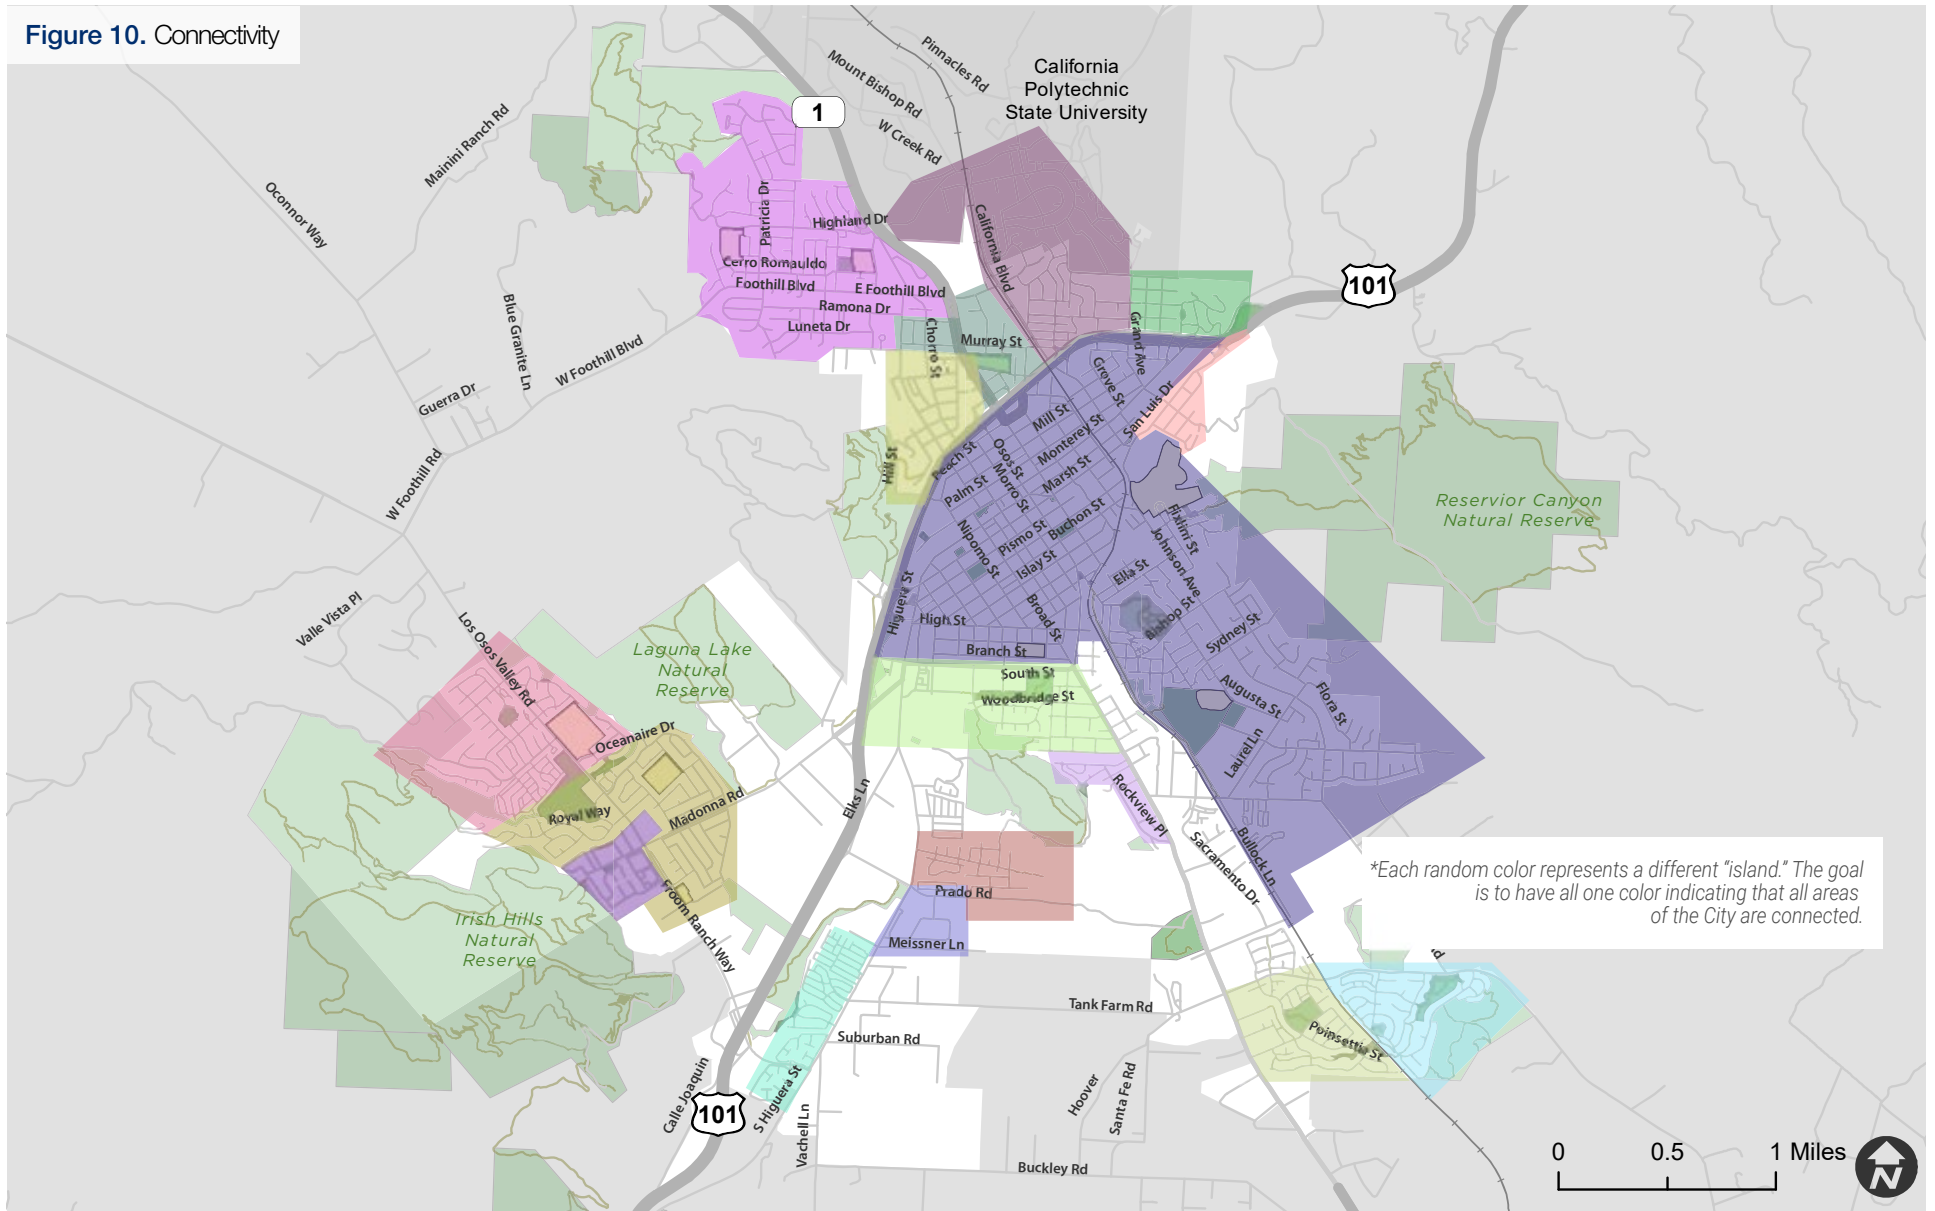 Figure 10. Connectivity
California
Polytechnic
State University
Pinnacles Rd
Mount Bishop Rd
W Creek Rd
1
Mainini Ranch Rd
Oconnor Way
Patricia Dr
Highland Dr
California Blvd
Cerro Romauldo
Foothill Blvd
E Foothill Blvd
Ramona Dr
Luneta Dr
Chorro St
Murray St
Grand Ave
101
Blue Granite Ln
W Foothill Blvd
Guerra Dr
W Foothill Rd
Grove St
San Luis Dr
Mill St
Monterey St
Marsh St
Osos St
Morro St
Peach St
Hill St
Palm St
Buchon St
Pismo St
Islay St
Nipomo St
Fixlini St
Johnson Ave
Ella St
Bishop St
Sydney St
Reservior Canyon
Natural Reserve
Higuera St
High St
Broad St
Branch St
South St
Woodbridge St
Augusta St
Flora St
Laurel Ln
Valle Vista Pl
Los Osos Valley Rd
Laguna Lake
Natural
Reserve
Oceanaire Dr
Madonna Rd
Royal Way
Elks Ln
Rockview Pl
Sacramento Dr
Bullock Ln
*Each random color represents a different "island." The goal
is to have all one color indicating that all areas
of the City are connected.
Prado Rd
Meissner Ln
Froom Ranch Way
Irish Hills
Natural
Reserve
Tank Farm Rd
Suburban Rd
Poinsettia St
Calle Joaquin
101
S Higuera St
Vachell Ln
Hoover
Santa Fe Rd
Buckley Rd
0 0.5 1 Miles
N